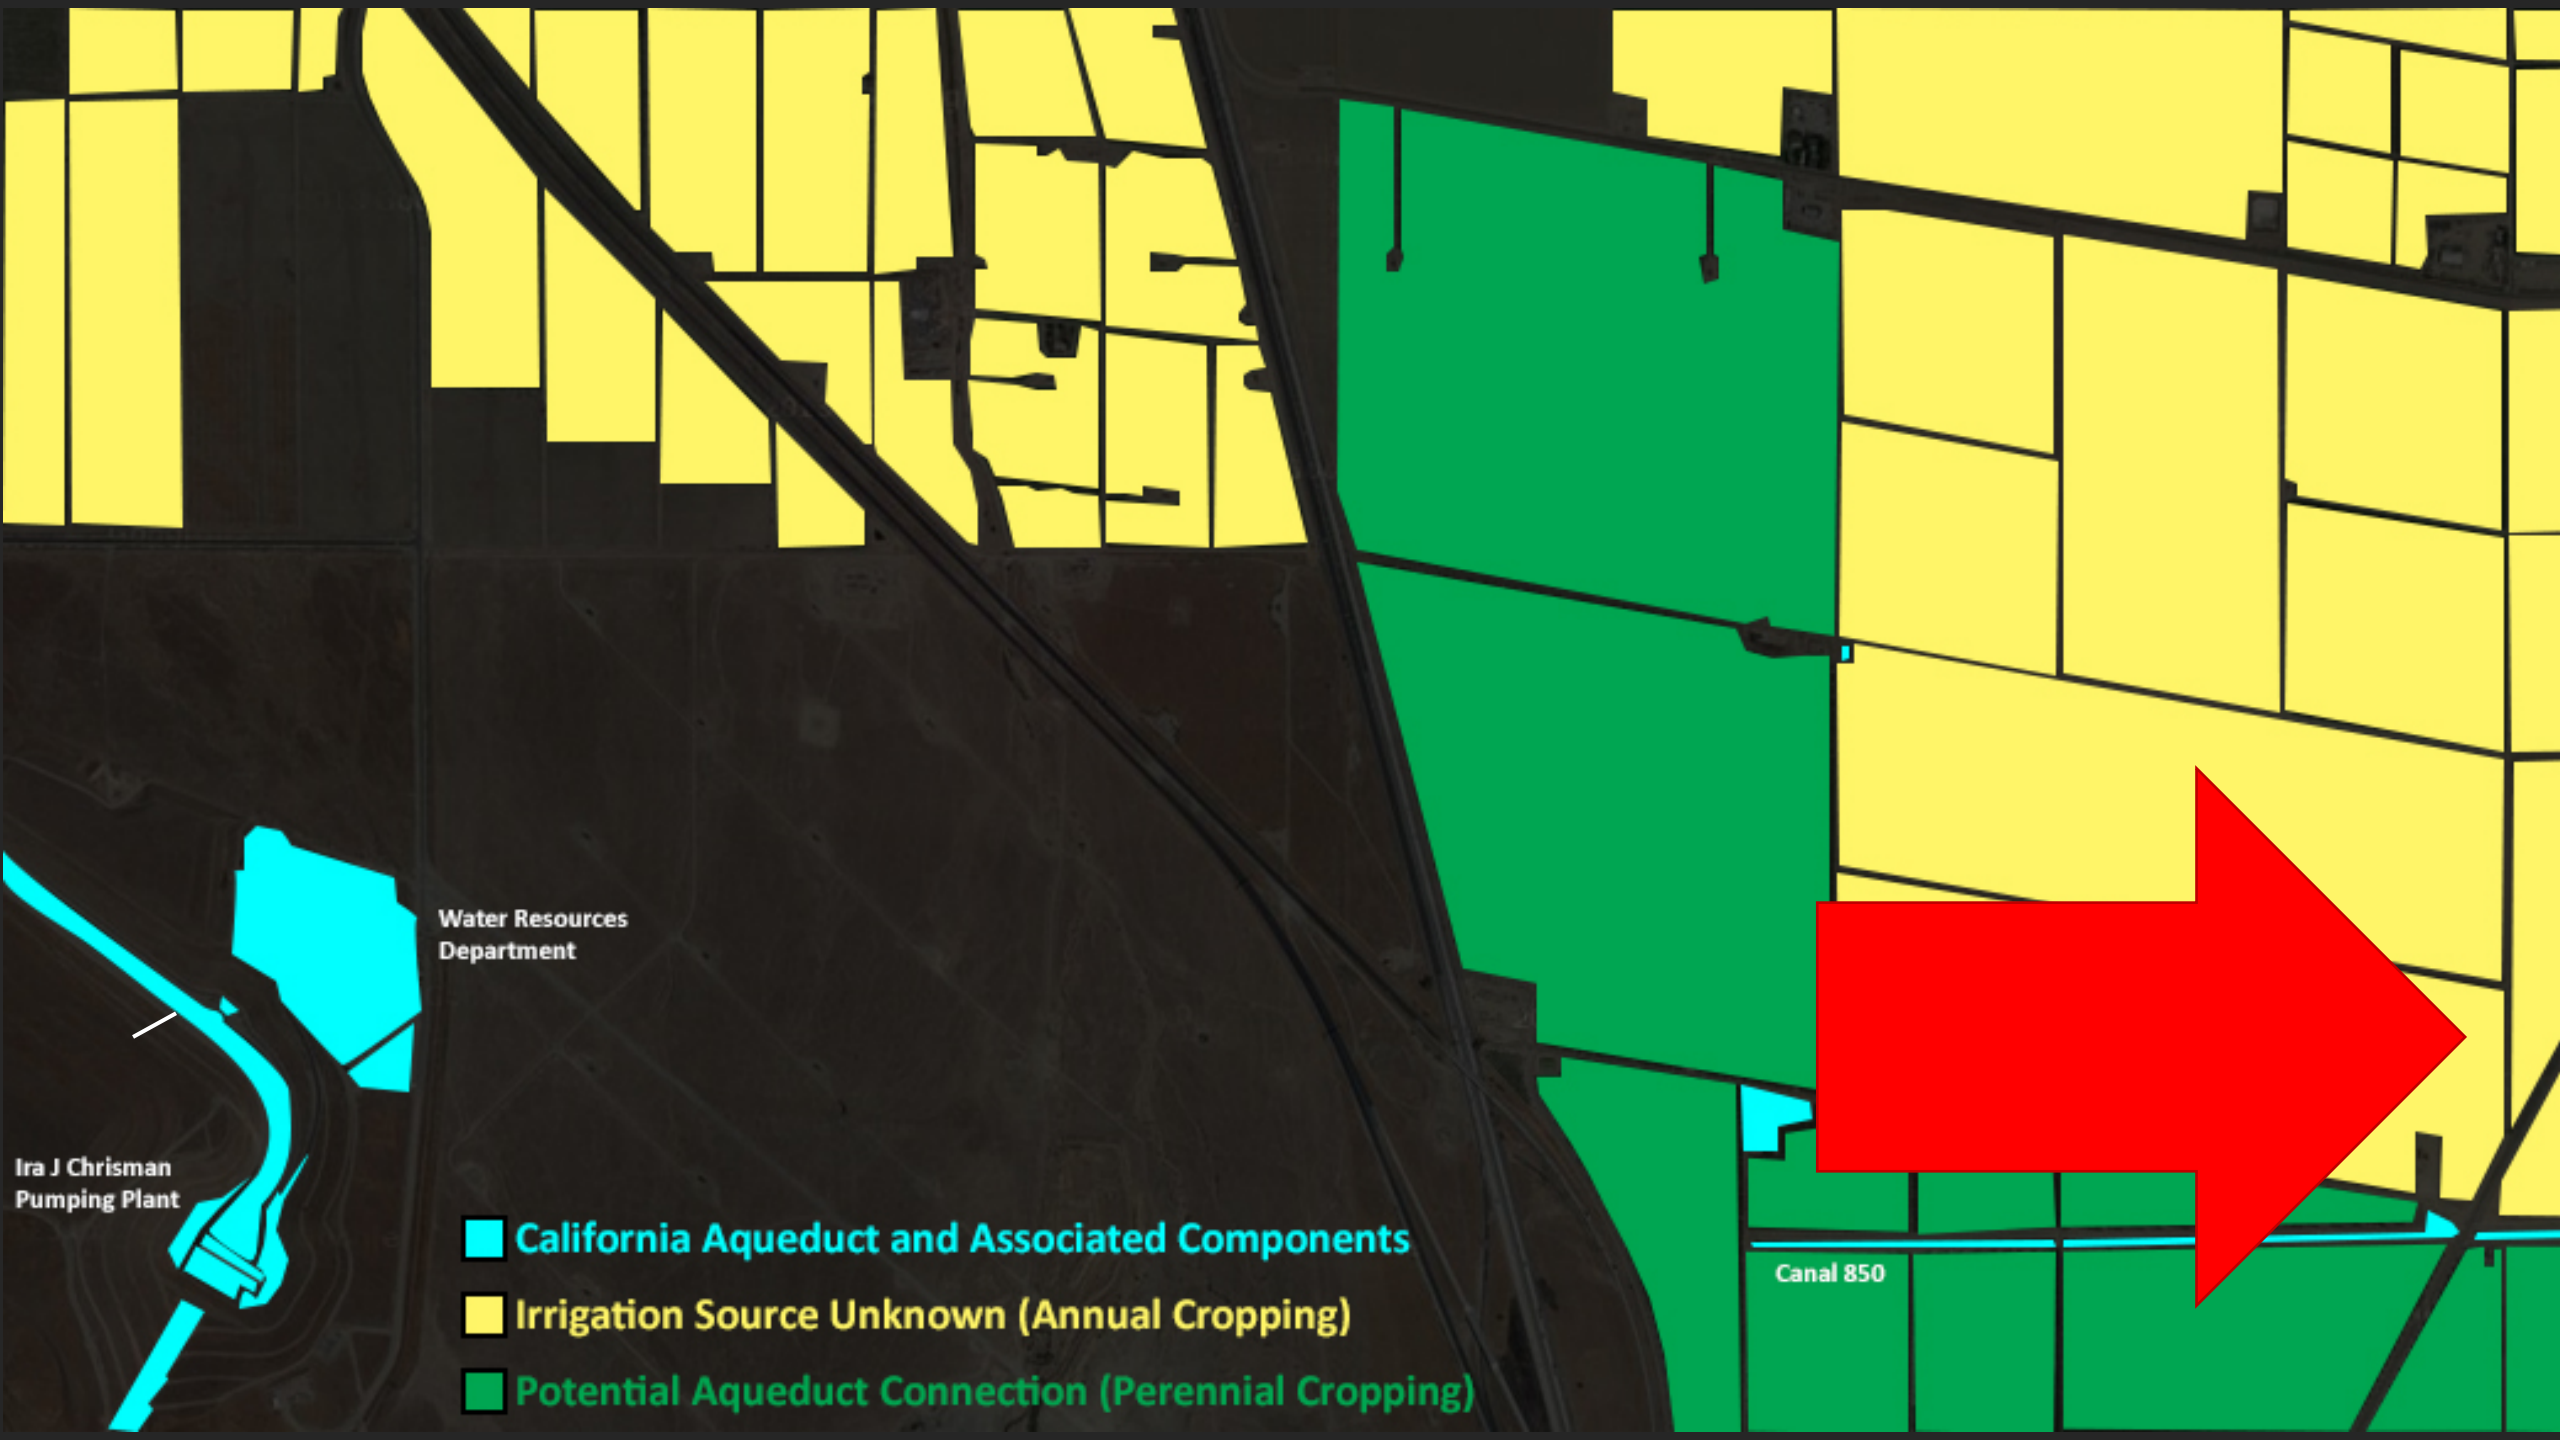 Water Resources
Department
Ira J Chrisman
Pumping Plant
California Aqueduct and Associated Components
Irrigation Source Unknown (Annual Cropping)
Potential Aqueduct Connection (Perennial Cropping)
Canal 850